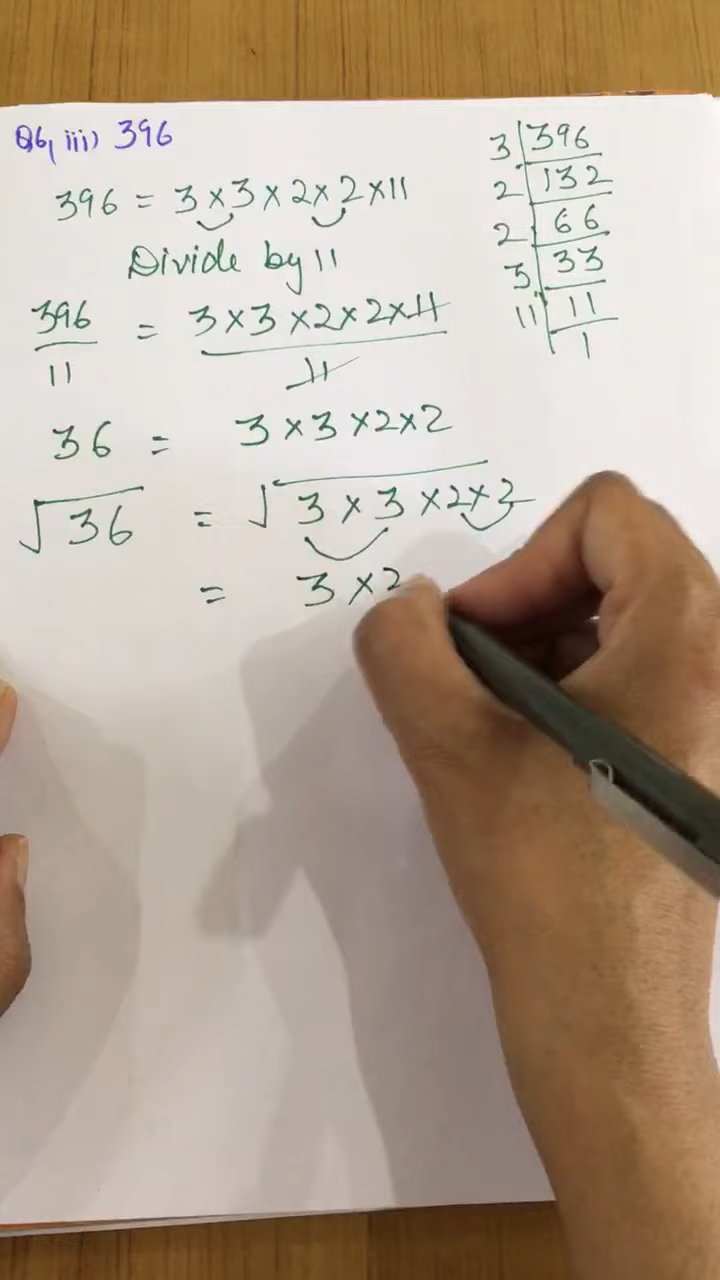 Q6, iii) 396
396 = 3 × 3 × 2 × 2 × 11
Divide by 11
396/11 = 3 × 3 × 2 × 2 × 11/11
36 = 3 × 3 × 2 × 2
√36 = √3 × 3 × 2 × 2
= 3 × 2
3 | 396
2 | 132
2 | 66
3 | 33
11 | 11
1